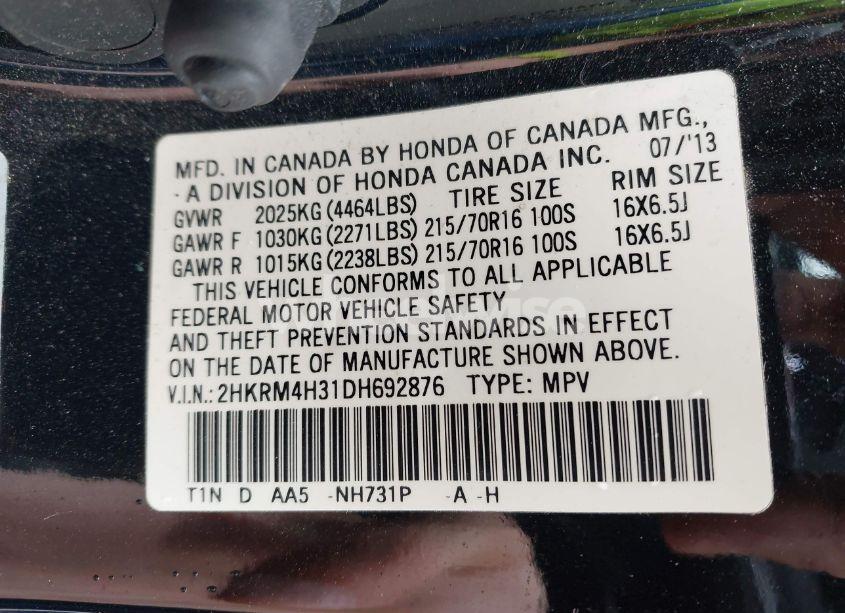 MFD. IN CANADA BY HONDA OF CANADA MFG.,
-A DIVISION OF HONDA CANADA INC. 07/'13
GVWR 2025KG (4464LBS) TIRE SIZE RIM SIZE
GAWR F 1030KG (2271LBS) 215/70R16 100S 16X6.5J
GAWR R 1015KG (2238LBS) 215/70R16 100S 16X6.5J
THIS VEHICLE CONFORMS TO ALL APPLICABLE
FEDERAL MOTOR VEHICLE SAFETY
AND THEFT PREVENTION STANDARDS IN EFFECT
ON THE DATE OF MANUFACTURE SHOWN ABOVE.
V.I.N.: 2HKRM4H31DH692876 TYPE: MPV
T1N D AA5 -NH731P -A -H